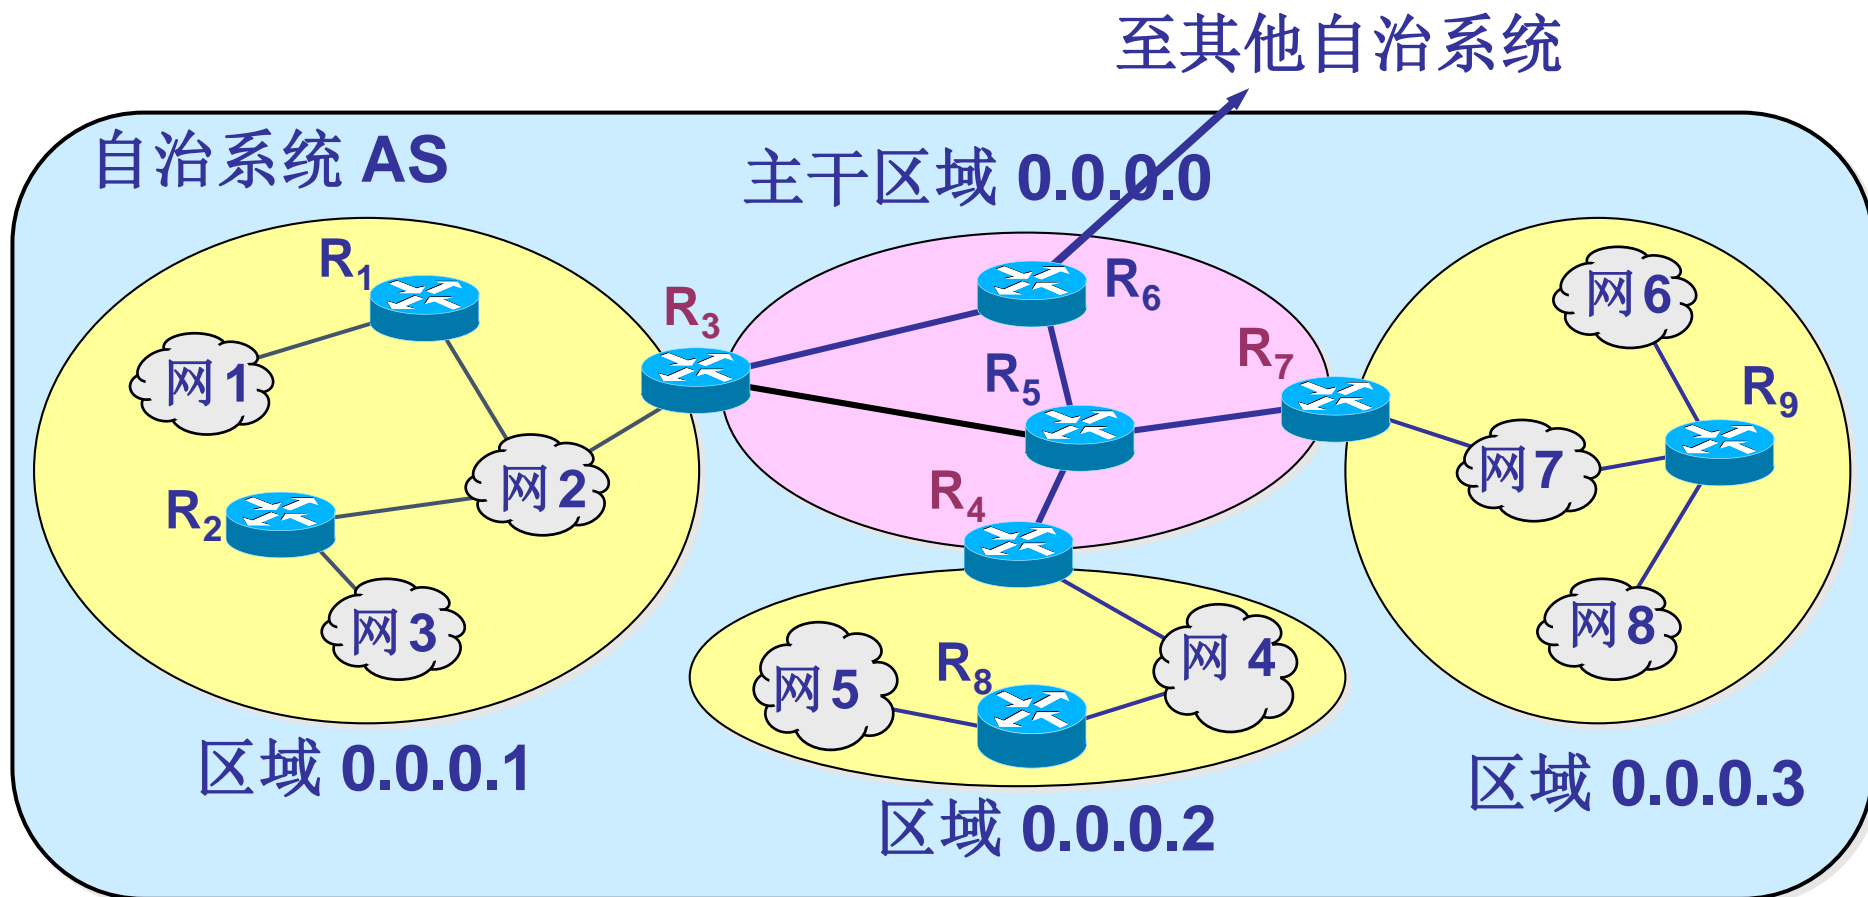 至其他自治系统
自治系统 AS
主干区域 0.0.0.0
R1
R3
R6
R7
R5
R9
R4
R2
R8
网1
网2
网3
网6
网7
网8
网 4
网5
区域 0.0.0.1
区域 0.0.0.2
区域 0.0.0.3